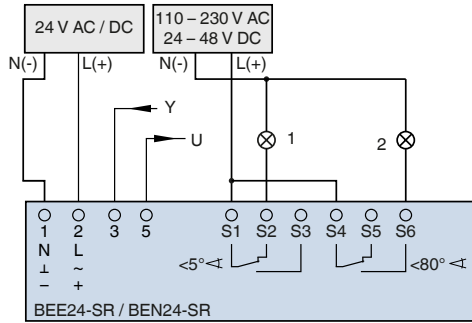 24 V AC / DC
110 – 230 V AC
24 – 48 V DC
N(-) L(+) N(-) L(+)
Y
U
1 2
1 2 3 5 S1 S2 S3 S4 S5 S6
N L
⊥ ~
– +
<5° <80°
BEE24-SR / BEN24-SR